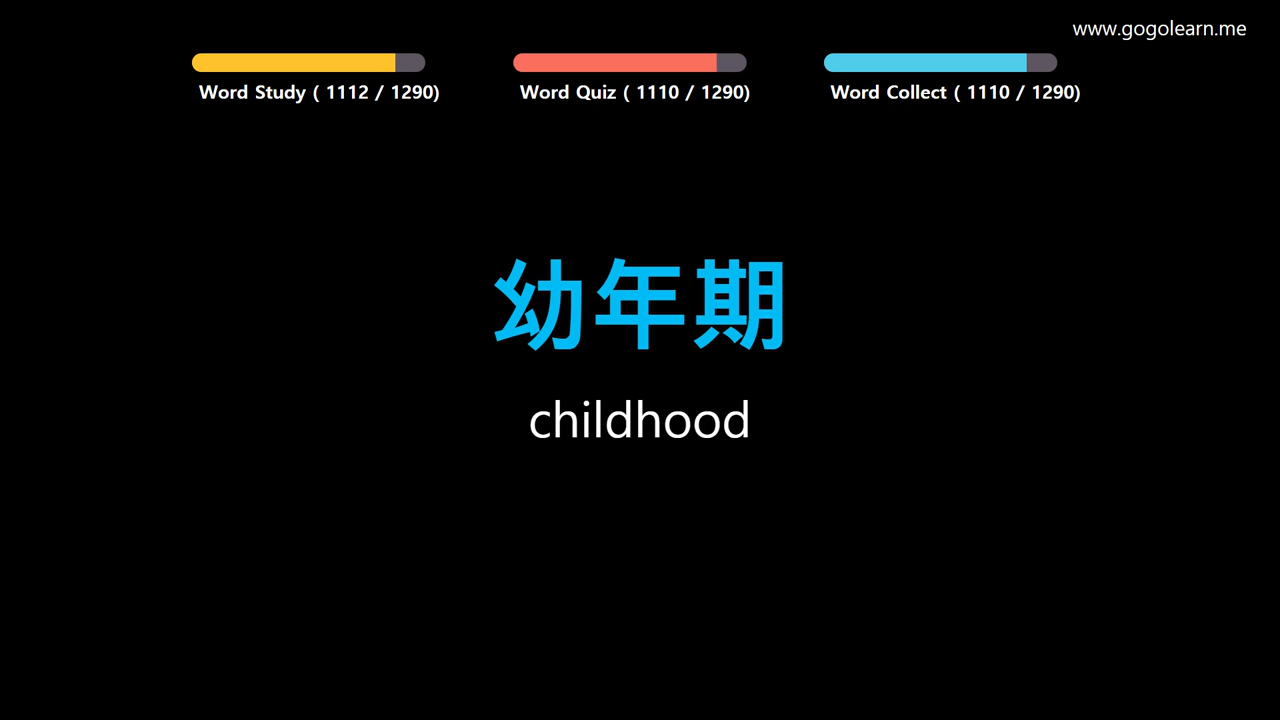 www.gogolearn.me
Word Study ( 1112 / 1290)
Word Quiz ( 1110 / 1290)
Word Collect ( 1110 / 1290)
幼年期
childhood